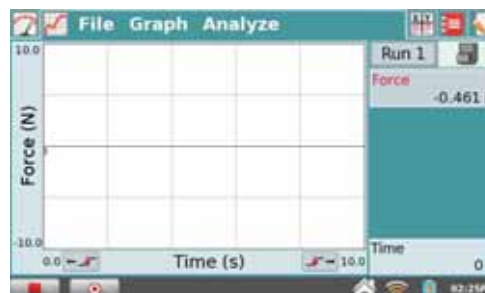 File Graph Analyze
10.0
Run 1
Force
-0.461
Force (N)
-10.0
0.0
Time (s)
10.0
Time
0